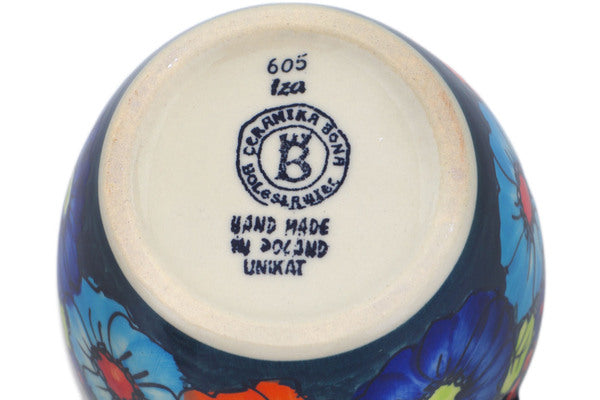 605
Iza
CERAMIKA BONA
B
BOLESŁAWIEC
HAND MADE
IN POLAND
UNIKAT